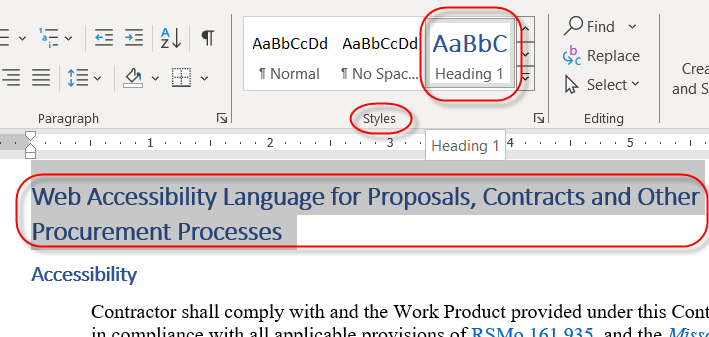 Find
AaBbCcDd AaBbCcDd AaBbC
Replace
¶ Normal ¶ No Spac... Heading 1
Select
Crea
and S
Paragraph Styles Editing
1 2 3 4 5
Heading 1
Web Accessibility Language for Proposals, Contracts and Other
Procurement Processes
Accessibility
Contractor shall comply with and the Work Product provided under this Cont
in compliance with all applicable provisions of RSMo 161.935, and the Misso